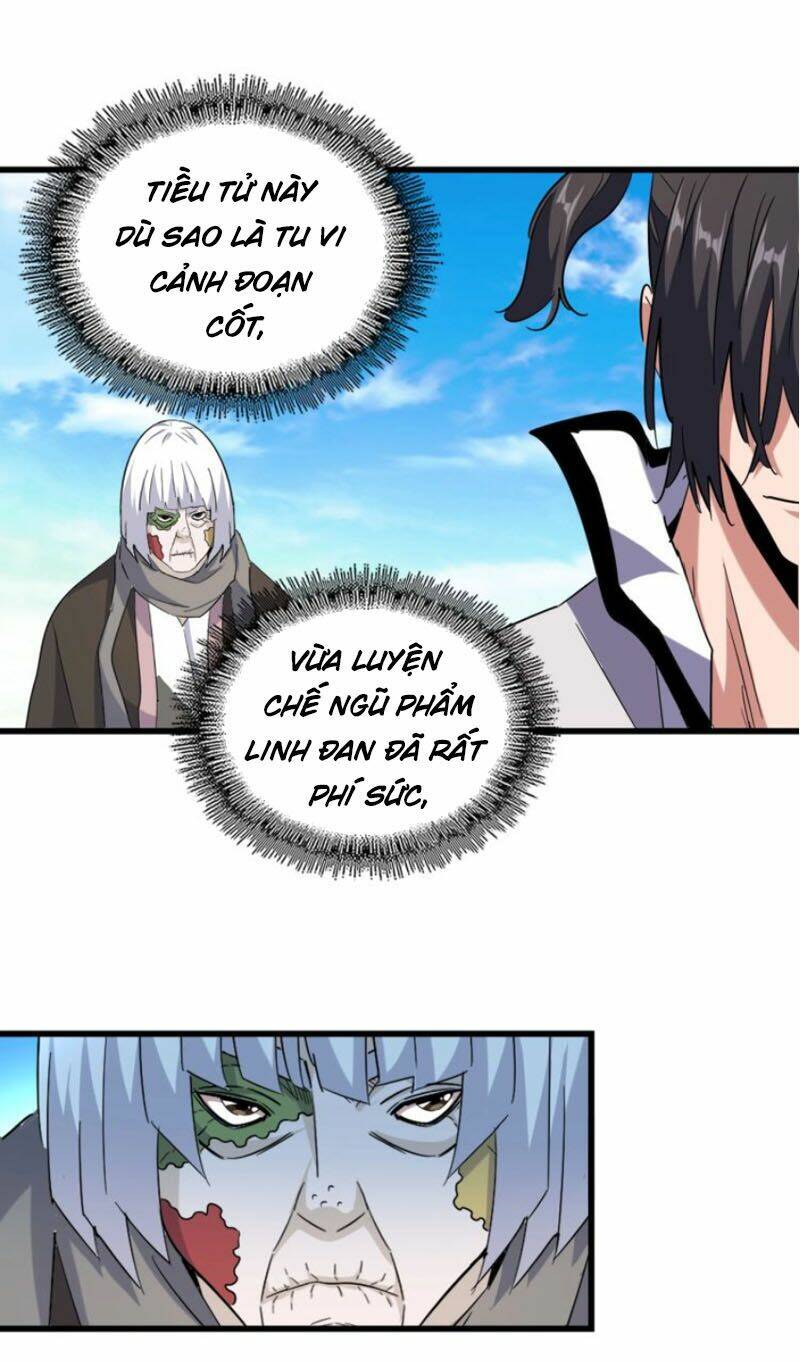 TIỀU TỬ NÀY
DÙ SAO LÀ TU VI
CẢNH ĐOẠN
CỐT,
VỪA LUYỆN
CHẾ NGŨ PHẨM
LINH ĐAN ĐÃ RẤT
PHÍ SỨC,